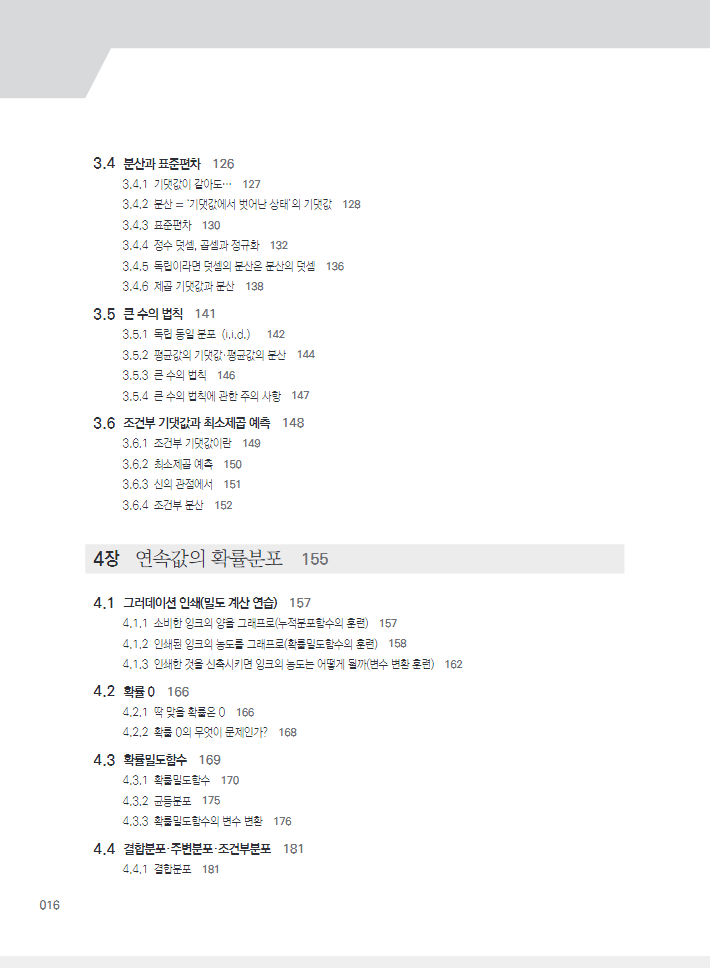 3.4 분산과 표준편차 126
3.4.1 기댓값이 같아도… 127
3.4.2 분산 = ‘기댓값에서 벗어난 상태’의 기댓값 128
3.4.3 표준편차 130
3.4.4 정수 덧셈, 곱셈과 정규화 132
3.4.5 독립이라면 덧셈의 분산은 분산의 덧셈 136
3.4.6 제곱 기댓값과 분산 138
3.5 큰 수의 법칙 141
3.5.1 독립 동일 분포 (i.i.d.) 142
3.5.2 평균값의 기댓값·평균값의 분산 144
3.5.3 큰 수의 법칙 146
3.5.4 큰 수의 법칙에 관한 주의 사항 147
3.6 조건부 기댓값과 최소제곱 예측 148
3.6.1 조건부 기댓값이란 149
3.6.2 최소제곱 예측 150
3.6.3 신의 관점에서 151
3.6.4 조건부 분산 152
4장 연속값의 확률분포 155
4.1 그러데이션 인쇄(밀도 계산 연습) 157
4.1.1 소비한 잉크의 양을 그래프로(누적분포함수의 훈련) 157
4.1.2 인쇄된 잉크의 농도를 그래프로(확률밀도함수의 훈련) 158
4.1.3 인쇄한 것을 신축시키면 잉크의 농도는 어떻게 될까(변수 변환 훈련) 162
4.2 확률 0 166
4.2.1 딱 맞을 확률은 0 166
4.2.2 확률 0의 무엇이 문제인가? 168
4.3 확률밀도함수 169
4.3.1 확률밀도함수 170
4.3.2 균등분포 175
4.3.3 확률밀도함수의 변수 변환 176
4.4 결합분포·주변분포·조건부분포 181
4.4.1 결합분포 181
016